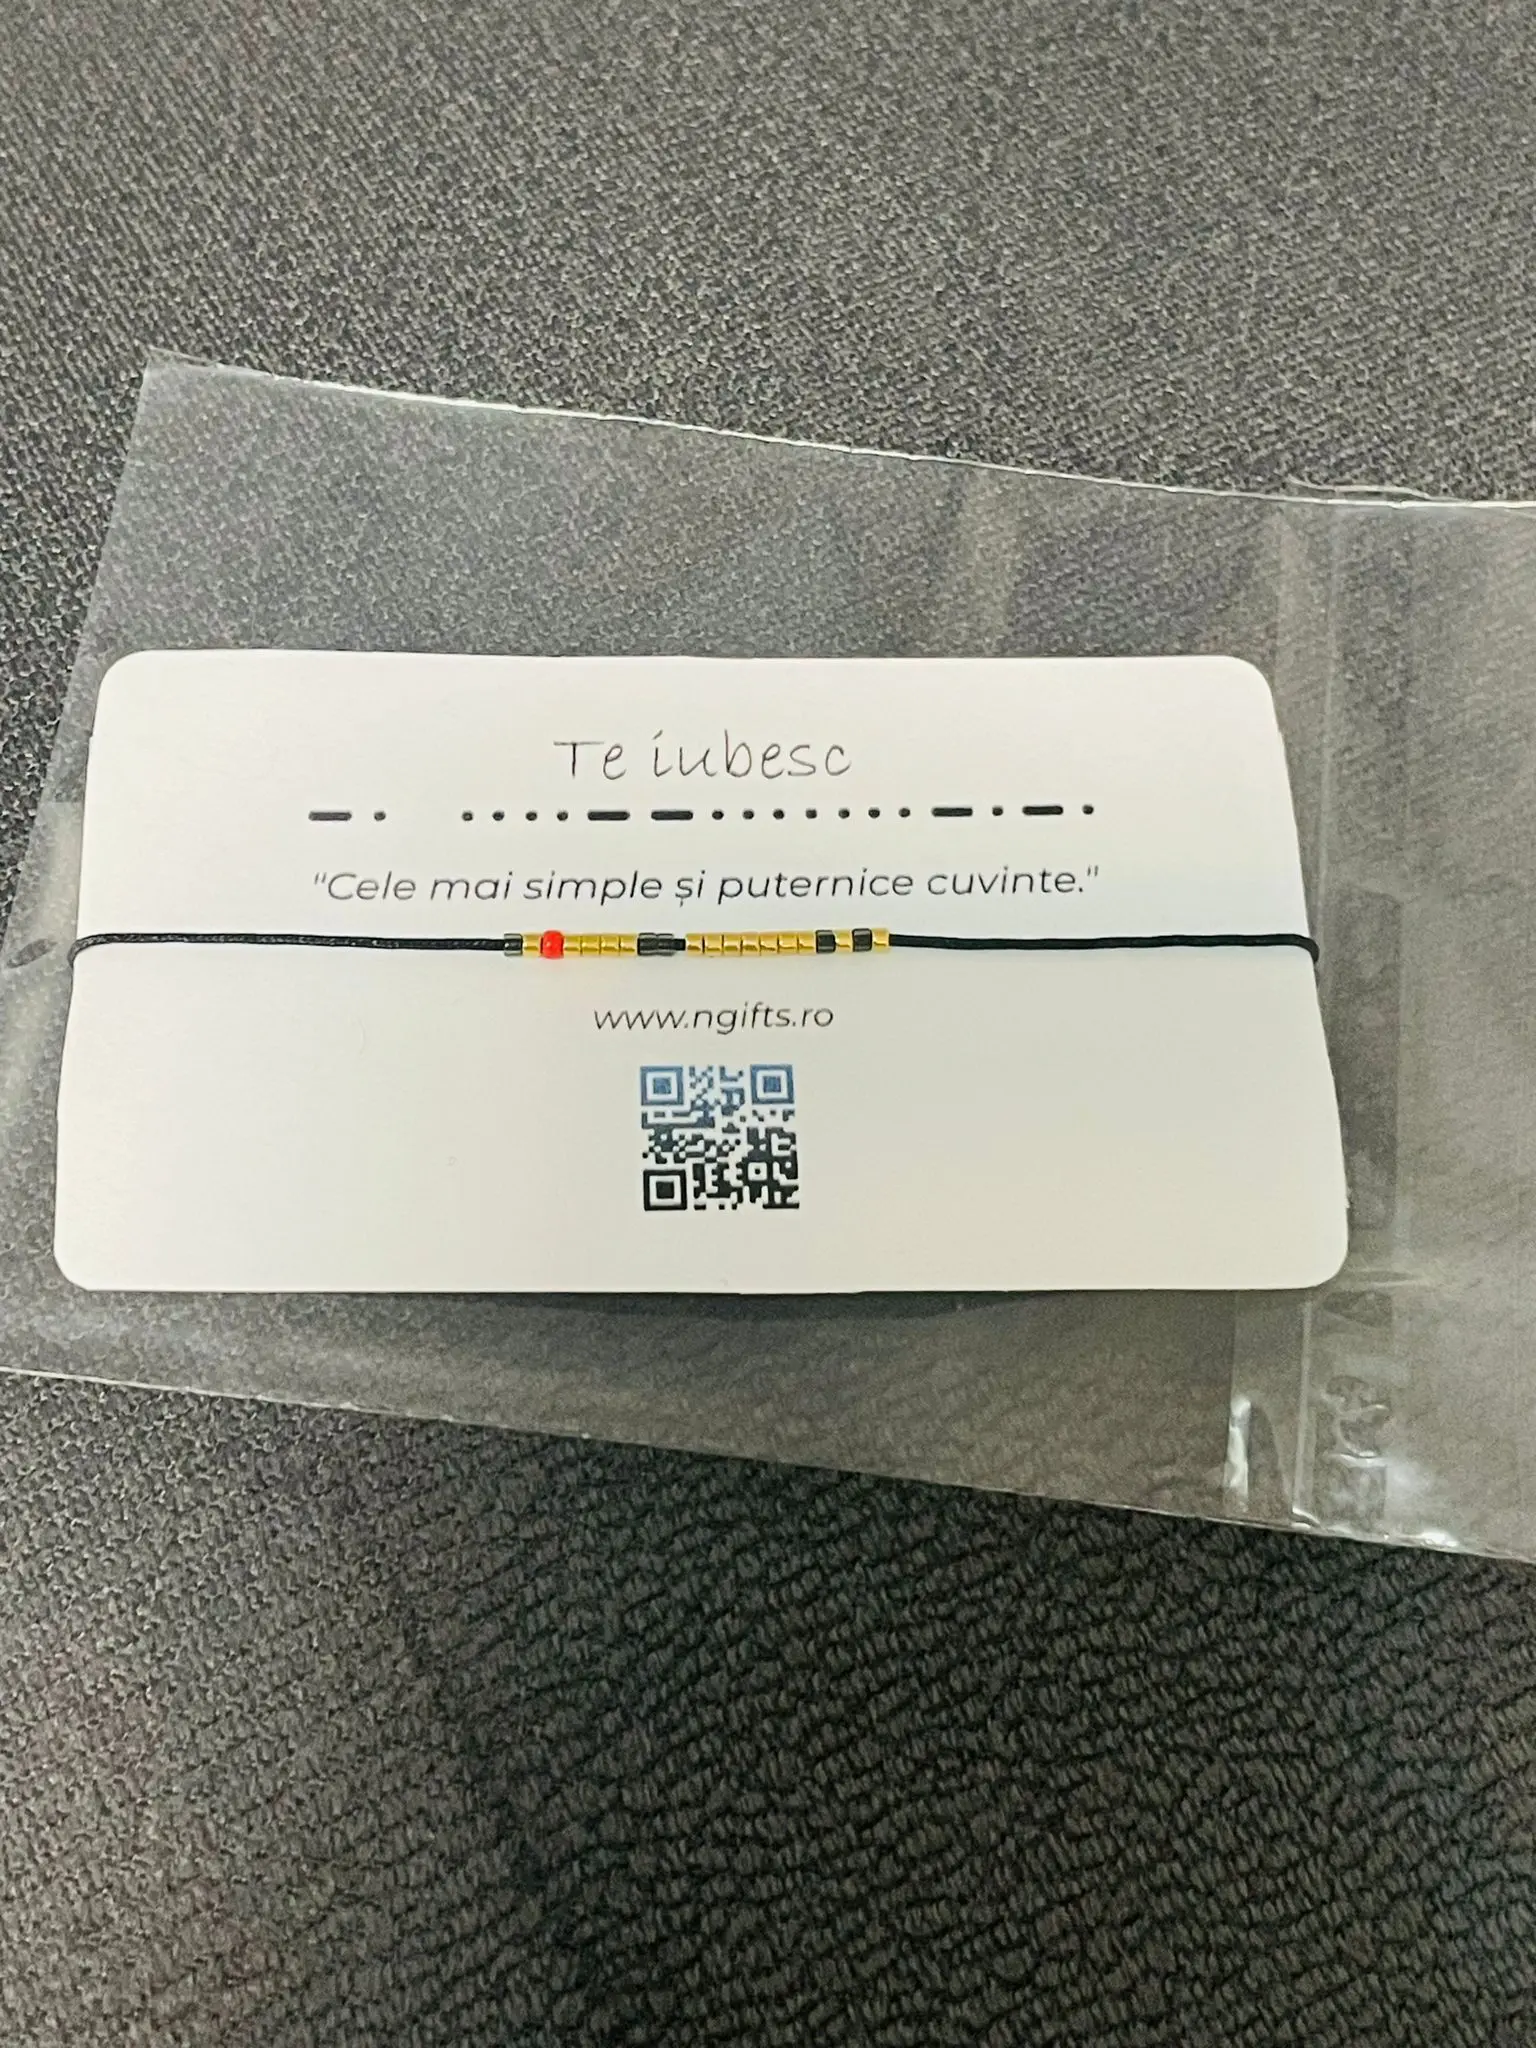 Te iubesc
"Cele mai simple și puternice cuvinte."
www.ngifts.ro